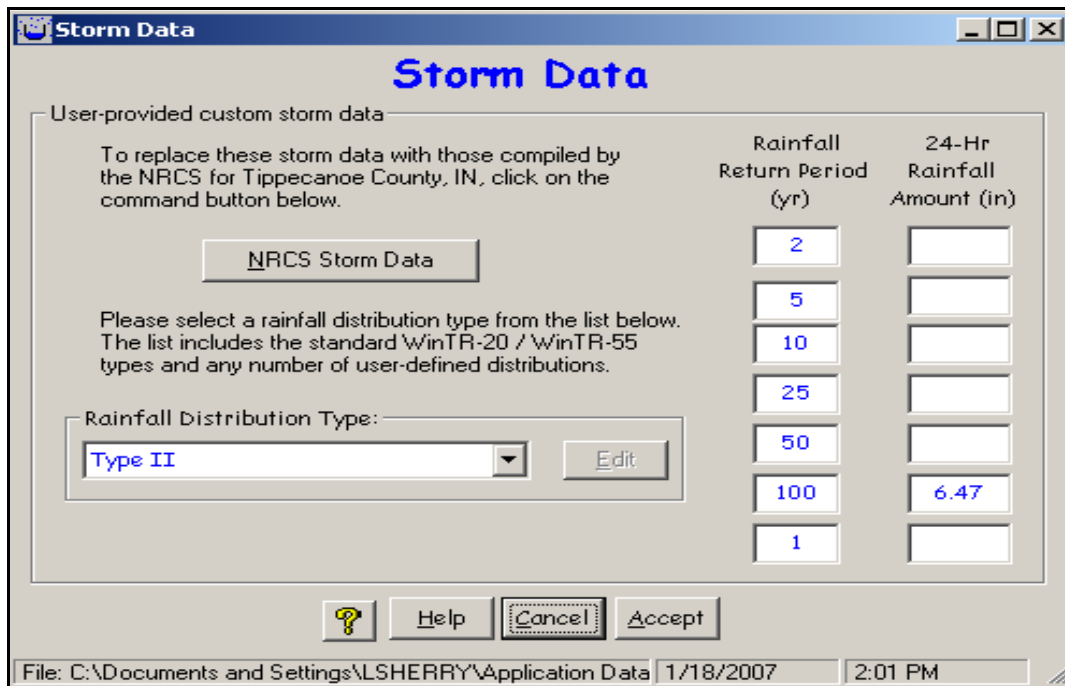 Storm Data
Storm Data
User-provided custom storm data
To replace these storm data with those compiled by
the NRCS for Tippecanoe County, IN, click on the
command button below.
NRCS Storm Data
Please select a rainfall distribution type from the list below.
The list includes the standard WinTR-20 / WinTR-55
types and any number of user-defined distributions.
Rainfall Distribution Type:
Type II
Edit
Rainfall
Return Period
(yr)
24-Hr
Rainfall
Amount (in)
2
5
10
25
50
100 6.47
1
? Help Cancel Accept
File: C:\Documents and Settings\LSHERRY\Application Data 1/18/2007 2:01 PM